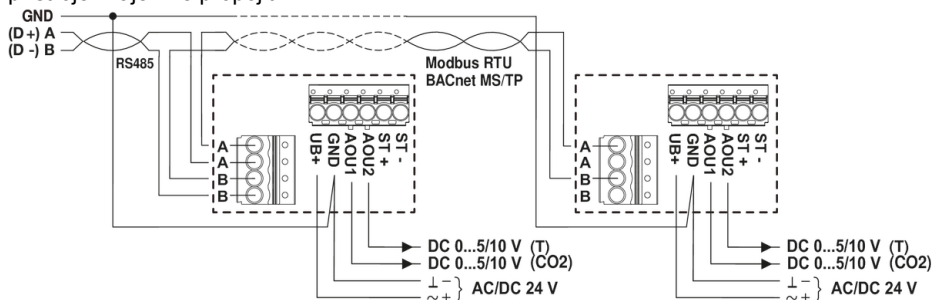 GND
(D+) A
(D -) B
RS485
Modbus RTU
BACnet MS/TP
UB+
GND
AOU1
AOU2
ST +
ST -
A
A
B
B
DC 0...5/10 V (T)
DC 0...5/10 V (CO2)
⊥ − } AC/DC 24 V
~ +
UB+
GND
AOU1
AOU2
ST +
ST -
A
A
B
B
DC 0...5/10 V (T)
DC 0...5/10 V (CO2)
⊥ − } AC/DC 24 V
~ +